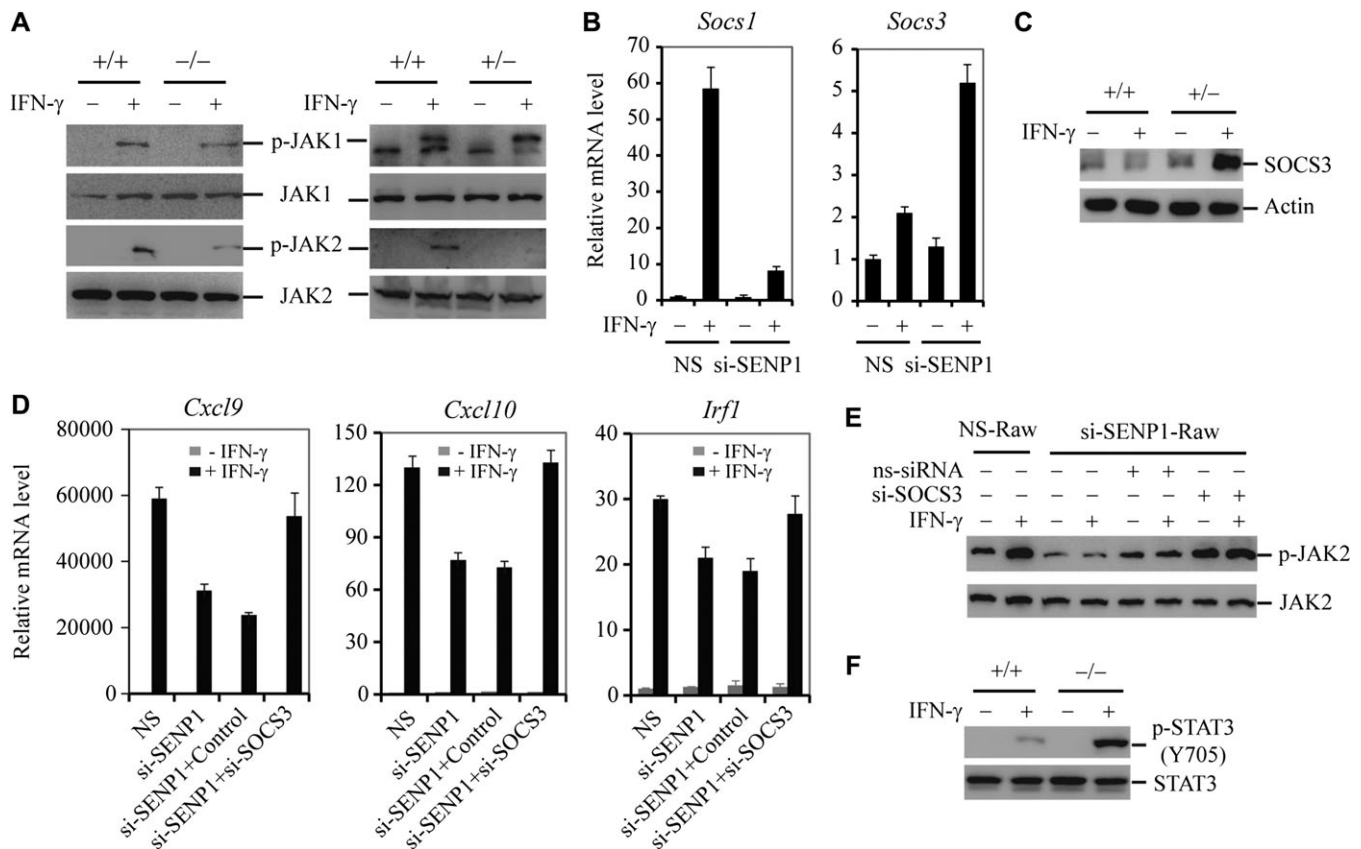 A
+/+ −/−
IFN-γ − + − +
p-JAK1
JAK1
p-JAK2
JAK2
+/+ +/−
IFN-γ − + − +
B
Socs1
Relative mRNA level
70
60
50
40
30
20
10
0
IFN-γ − + − +
NS si-SENP1
Socs3
6
5
4
3
2
1
0
− + − +
NS si-SENP1
C
+/+ +/−
IFN-γ − + − +
SOCS3
Actin
D
Cxcl9
Relative mRNA level
80000
60000
40000
20000
0
- IFN-γ
+ IFN-γ
NS
si-SENP1
si-SENP1+Control
si-SENP1+si-SOCS3
Cxcl10
150
120
90
60
30
0
- IFN-γ
+ IFN-γ
NS
si-SENP1
si-SENP1+Control
si-SENP1+si-SOCS3
Irf1
40
30
20
10
0
- IFN-γ
+ IFN-γ
NS
si-SENP1
si-SENP1+Control
si-SENP1+si-SOCS3
E
NS-Raw si-SENP1-Raw
ns-siRNA − − − − + + − −
si-SOCS3 − − − − − − + +
IFN-γ − + − + − + − +
p-JAK2
JAK2
F
+/+ −/−
IFN-γ − + − +
p-STAT3
(Y705)
STAT3